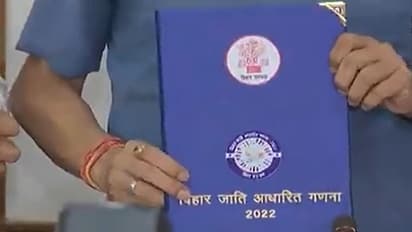 बिहार सरकार
बिहार जाति आधारित गणना
2022